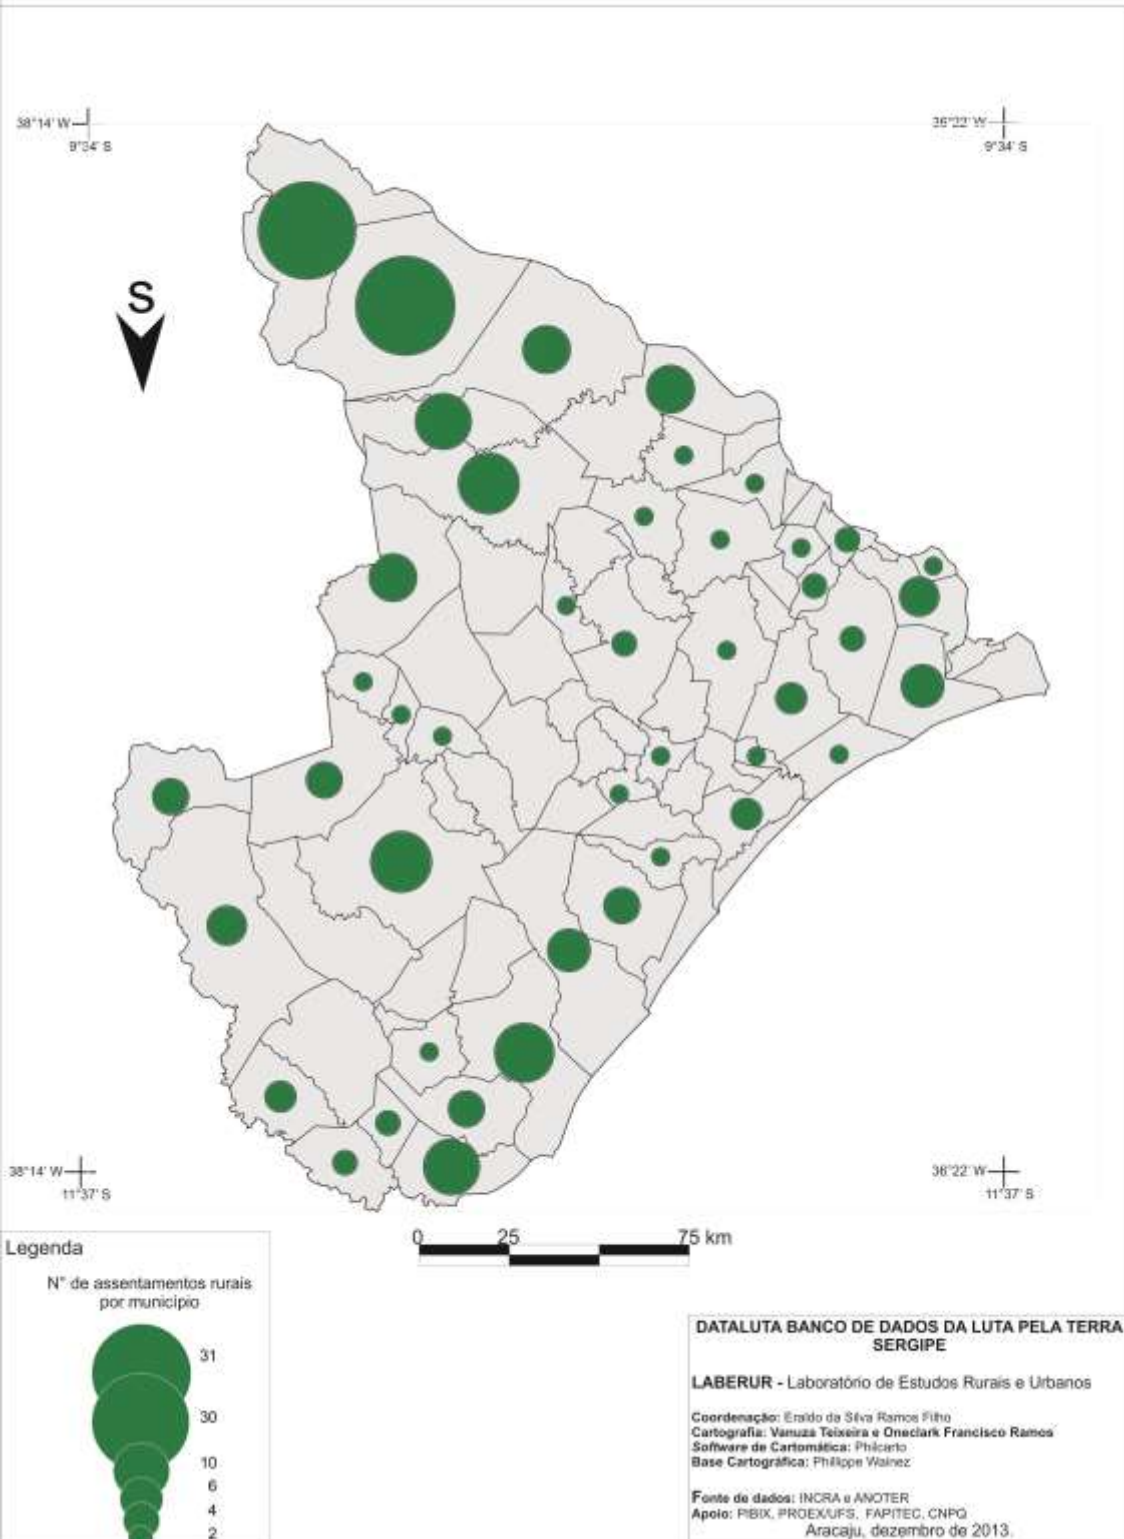 38°14' W
9°34' S
36°22' W
9°34' S
S
38°14' W
11°37' S
36°22' W
11°37' S
0 25 75 km
Legenda
N° de assentamentos rurais
por município
31
30
10
6
4
2
DATALUTA BANCO DE DADOS DA LUTA PELA TERRA
SERGIPE
LABERUR - Laboratório de Estudos Rurais e Urbanos
Coordenação: Eraldo da Silva Ramos Filho
Cartografia: Vanuza Teixeira e Oneclark Francisco Ramos
Software de Cartomática: Philcarto
Base Cartográfica: Philippe Wainez
Fonte de dados: INCRA e ANOTER
Apoio: PIBIX, PROEX/UFS, FAPITEC, CNPQ
Aracaju, dezembro de 2013.